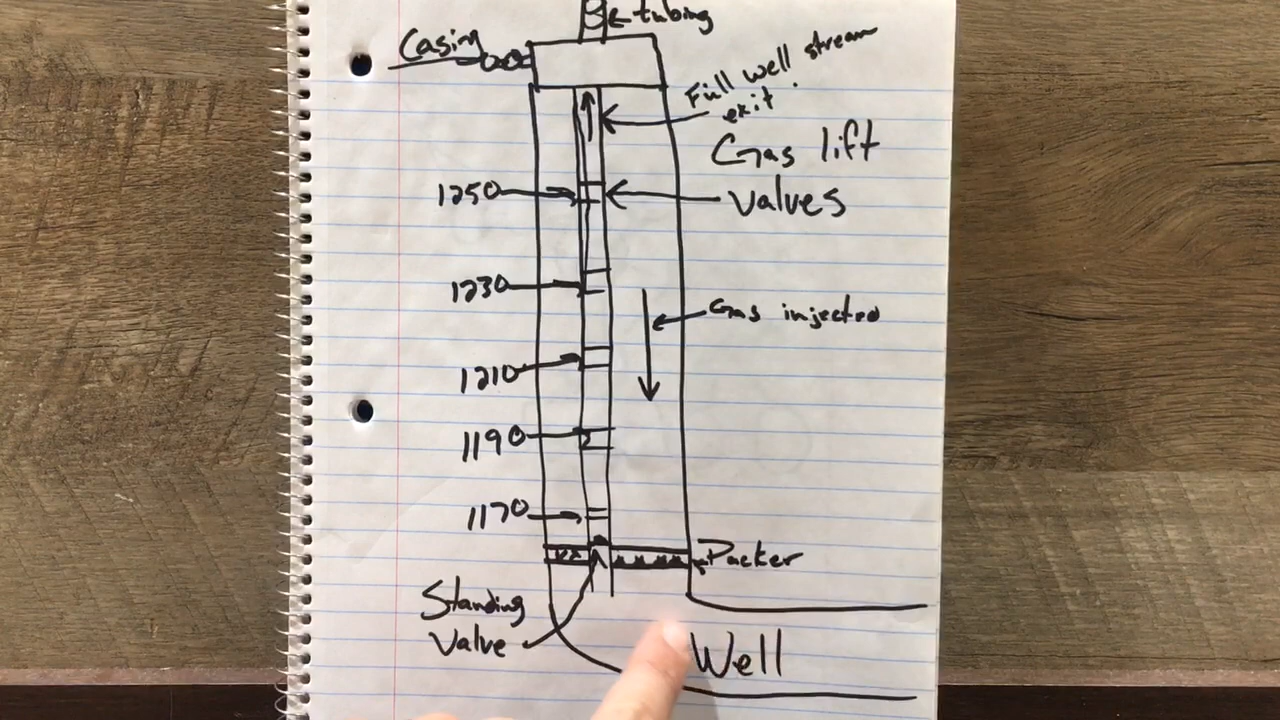 tubing
Casing
Full well stream
exit
Gas lift
valves
1250
1230
Gas injected
1210
1190
1170
Packer
Standing
Valve
Well